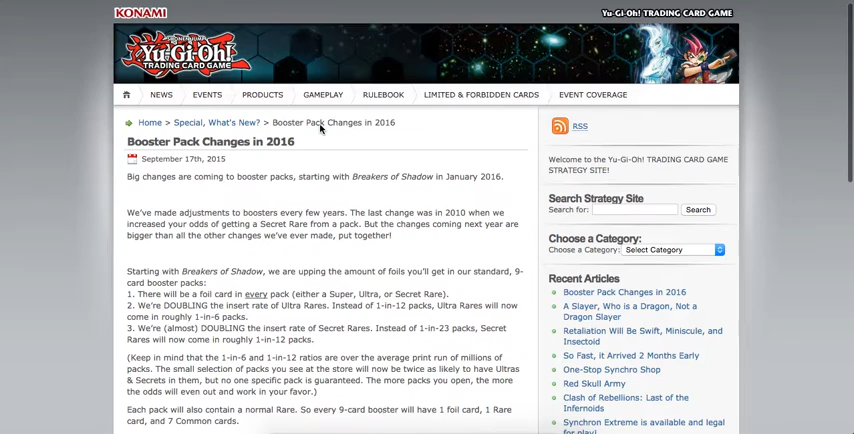 KONAMI
Yu-Gi-Oh! TRADING CARD GAME
Yu-Gi-Oh!
TRADING CARD GAME
NEWS EVENTS PRODUCTS GAMEPLAY RULEBOOK LIMITED & FORBIDDEN CARDS EVENT COVERAGE
Home > Special, What's New? > Booster Pack Changes in 2016
Booster Pack Changes in 2016
September 17th, 2015
Big changes are coming to booster packs, starting with Breakers of Shadow in January 2016.
We've made adjustments to boosters every few years. The last change was in 2010 when we
increased your odds of getting a Secret Rare from a pack. But the changes coming next year are
bigger than all the other changes we've ever made, put together!
Starting with Breakers of Shadow, we are upping the amount of foils you'll get in our standard, 9-
card booster packs:
1. There will be a foil card in every pack (either a Super, Ultra, or Secret Rare).
2. We're DOUBLING the insert rate of Ultra Rares. Instead of 1-in-12 packs, Ultra Rares will now
come in roughly 1-in-6 packs.
3. We're (almost) DOUBLING the insert rate of Secret Rares. Instead of 1-in-23 packs, Secret
Rares will now come in roughly 1-in-12 packs.
(Keep in mind that the 1-in-6 and 1-in-12 ratios are over the average print run of millions of
packs. The small selection of packs you see at the store will now be twice as likely to have Ultras
& Secrets in them, but no one specific pack is guaranteed. The more packs you open, the more
the odds will even out and work in your favor.)
Each pack will also contain a normal Rare. So every 9-card booster will have 1 foil card, 1 Rare
card, and 7 Common cards.
RSS
Welcome to the Yu-Gi-Oh! TRADING CARD GAME
STRATEGY SITE!
Search Strategy Site
Search for: Search
Choose a Category:
Choose a Category: Select Category
Recent Articles
Booster Pack Changes in 2016
A Slayer, Who is a Dragon, Not a
Dragon Slayer
Retaliation Will Be Swift, Miniscule, and
Insectoid
So Fast, it Arrived 2 Months Early
One-Stop Synchro Shop
Red Skull Army
Clash of Rebellions: Last of the
Infernoids
Synchron Extreme is available and legal
for play!